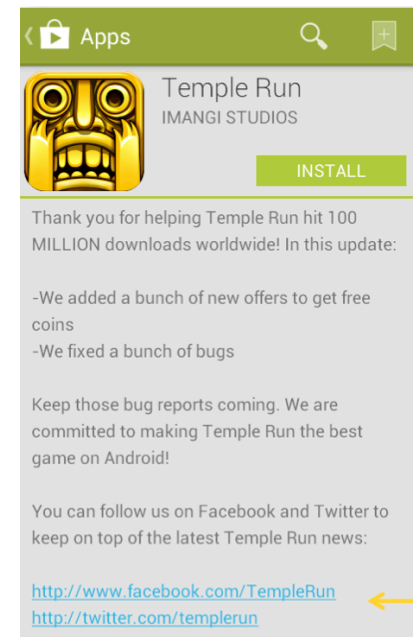 Apps
Temple Run
IMANGI STUDIOS
INSTALL
Thank you for helping Temple Run hit 100
MILLION downloads worldwide! In this update:
-We added a bunch of new offers to get free
coins
-We fixed a bunch of bugs
Keep those bug reports coming. We are
committed to making Temple Run the best
game on Android!
You can follow us on Facebook and Twitter to
keep on top of the latest Temple Run news:
http://www.facebook.com/TempleRun
http://twitter.com/templerun